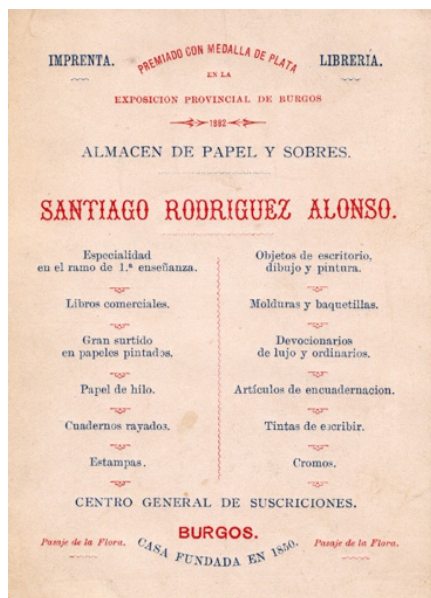 IMPRENTA.
PREMIADO CON MEDALLA DE PLATA
LIBRERÍA.
EN LA
EXPOSICION PROVINCIAL DE BURGOS
1882
ALMACEN DE PAPEL Y SOBRES.
SANTIAGO RODRIGUEZ ALONSO.
Especialidad
en el ramo de 1.ª enseñanza.
Libros comerciales.
Gran surtido
en papeles pintados.
Papel de hilo.
Cuadernos rayados.
Estampas.
Objetos de escritorio,
dibujo y pintura.
Molduras y baquetillas.
Devocionarios
de lujo y ordinarios.
Artículos de encuadernacion.
Tintas de escribir.
Cromos.
CENTRO GENERAL DE SUSCRICIONES.
BURGOS.
Pasaje de la Flora.
CASA FUNDADA EN 1850.
Pasaje de la Flora.